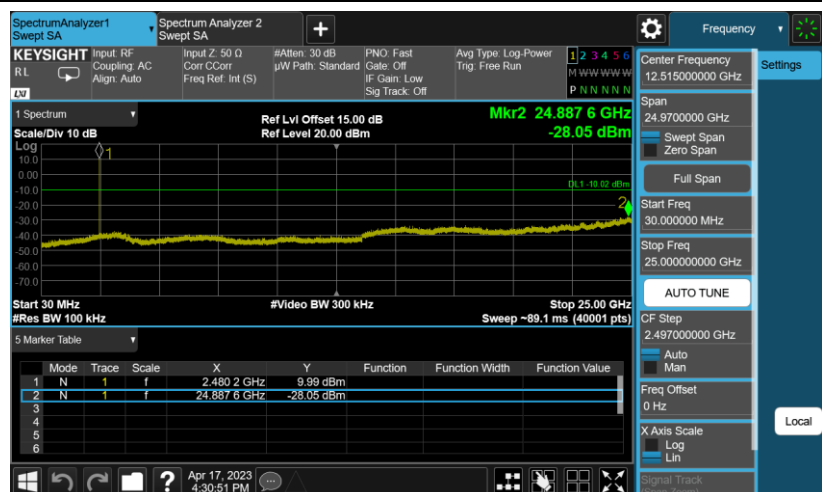 SpectrumAnalyzer1
Swept SA
Spectrum Analyzer 2
Swept SA
Frequency
KEYSIGHT
RL
LXI
Input: RF
Coupling: AC
Align: Auto
Input Z: 50 Ω
Corr CCorr
Freq Ref: Int (S)
#Atten: 30 dB
µW Path: Standard
PNO: Fast
Gate: Off
IF Gain: Low
Sig Track: Off
Avg Type: Log-Power
Trig: Free Run
1 2 3 4 5 6
M W W W W W
P N N N N N
1 Spectrum
Scale/Div 10 dB
Log
Ref Lvl Offset 15.00 dB
Ref Level 20.00 dBm
Mkr2 24.887 6 GHz
-28.05 dBm
10.0
0.00
-10.0
-20.0
-30.0
-40.0
-50.0
-60.0
-70.0
1
DL1 -10.02 dBm
2
Start 30 MHz
#Res BW 100 kHz
#Video BW 300 kHz
Stop 25.00 GHz
Sweep ~89.1 ms (40001 pts)
5 Marker Table
Mode Trace Scale X Y Function Function Width Function Value
1 N 1 f 2.480 2 GHz 9.99 dBm
2 N 1 f 24.887 6 GHz -28.05 dBm
3
4
5
6
Apr 17, 2023
4:30:51 PM
Center Frequency
12.515000000 GHz
Span
24.9700000 GHz
Swept Span
Zero Span
Full Span
Start Freq
30.000000 MHz
Stop Freq
25.000000000 GHz
AUTO TUNE
CF Step
2.497000000 GHz
Auto
Man
Freq Offset
0 Hz
X Axis Scale
Log
Lin
Signal Track
(Span Zoom)
Settings
Local